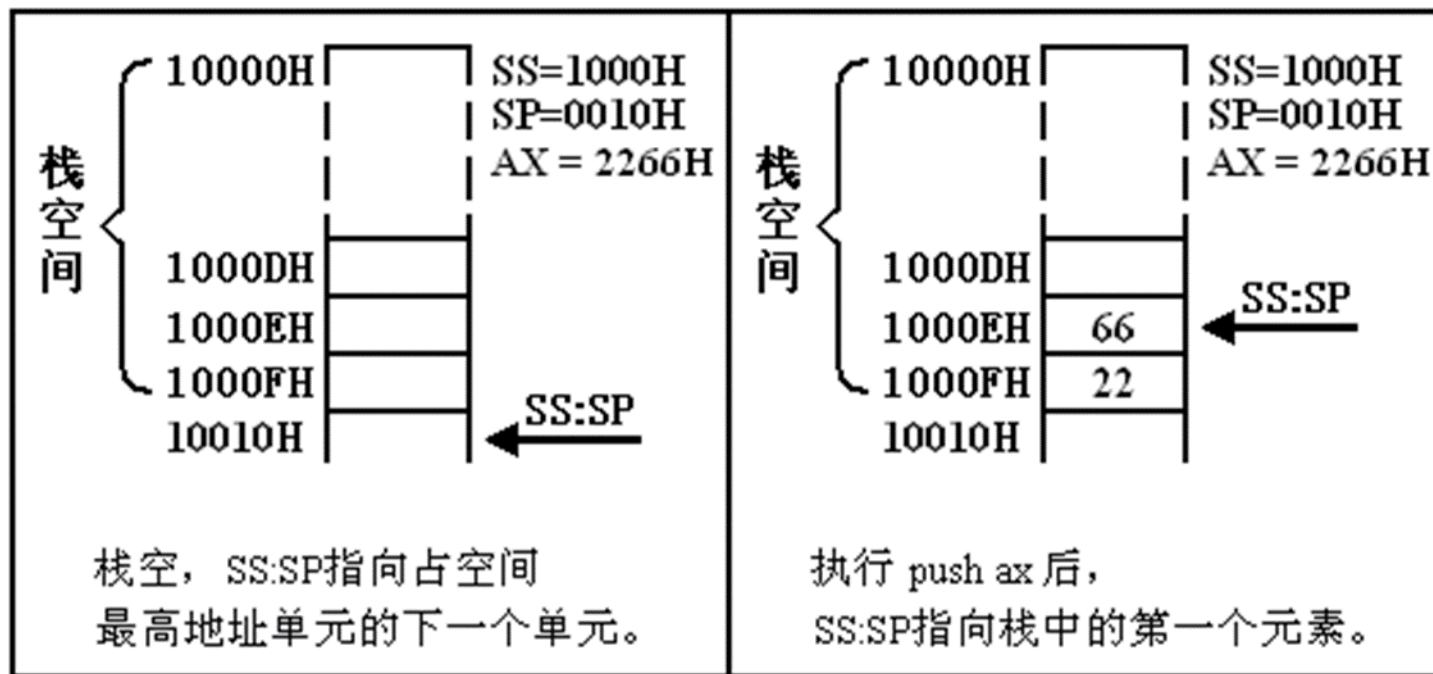 10000H
SS=1000H
SP=0010H
AX = 2266H
栈空间
1000DH
1000EH
1000FH
10010H
SS:SP
栈空，SS:SP指向占空间
最高地址单元的下一个单元。
10000H
SS=1000H
SP=0010H
AX = 2266H
栈空间
1000DH
1000EH
66
SS:SP
1000FH
22
10010H
执行 push ax 后，
SS:SP指向栈中的第一个元素。